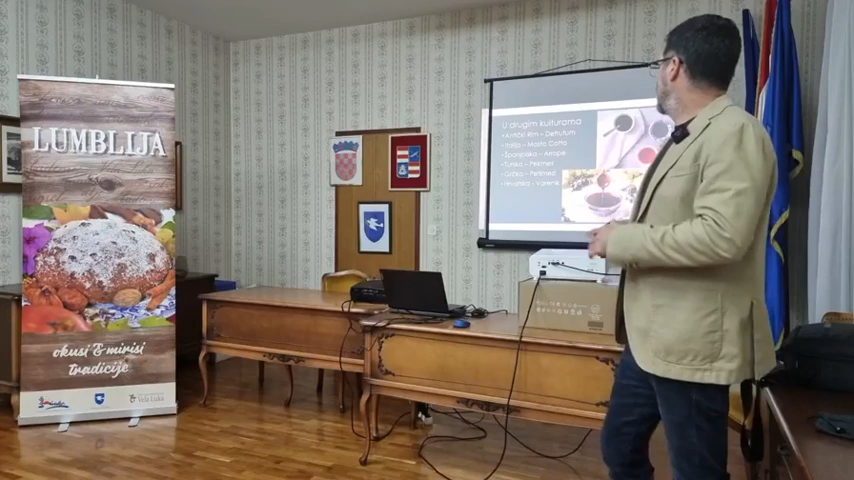 LUMBLIJA
okusi & mirisi
tradicije
Vela Luka
U drugim kulturama
Antički Rim – Defrutum
Italija – Mosto Cotto
Španjolska – Arrope
Turska – Pekmez
Grčka – Petimezi
Hrvatska – Varenik